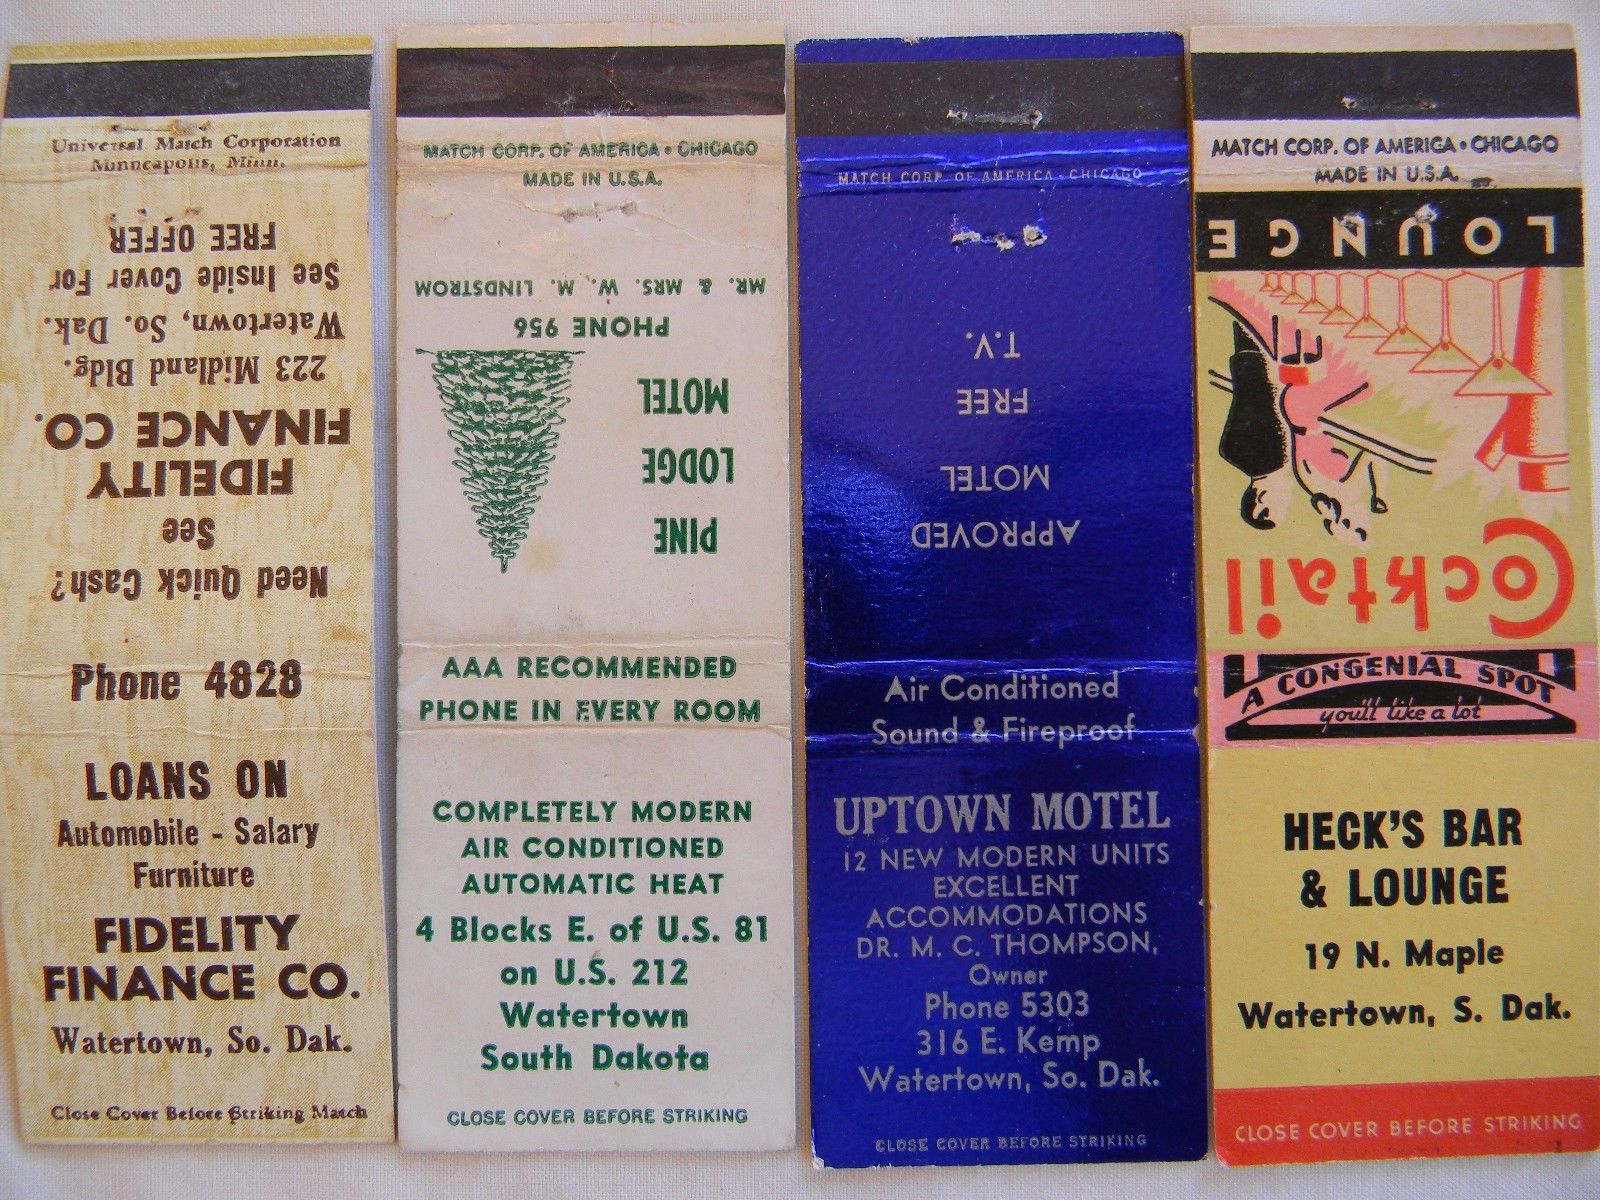 Universal Match Corporation
Minneapolis, Minn.
FREE OFFER
See Inside Cover For
Watertown, So. Dak.
223 Midland Bldg.
FINANCE CO.
FIDELITY
See
Need Quick Cash?
Phone 4828
LOANS ON
Automobile - Salary
Furniture
FIDELITY
FINANCE CO.
Watertown, So. Dak.
Close Cover Before Striking Match
MATCH CORP. OF AMERICA • CHICAGO
MADE IN U.S.A.
MR. & MRS. W. M. LINDSTROM
PHONE 956
MOTEL
LODGE
PINE
AAA RECOMMENDED
PHONE IN EVERY ROOM
COMPLETELY MODERN
AIR CONDITIONED
AUTOMATIC HEAT
4 Blocks E. of U.S. 81
on U.S. 212
Watertown
South Dakota
CLOSE COVER BEFORE STRIKING
MATCH CORP. OF AMERICA • CHICAGO
T.V.
FREE
MOTEL
APPROVED
Air Conditioned
Sound & Fireproof
UPTOWN MOTEL
12 NEW MODERN UNITS
EXCELLENT
ACCOMMODATIONS
DR. M. C. THOMPSON,
Owner
Phone 5303
316 E. Kemp
Watertown, So. Dak.
CLOSE COVER BEFORE STRIKING
MATCH CORP. OF AMERICA • CHICAGO
MADE IN U.S.A.
LOUNGE
Cocktail
A CONGENIAL SPOT
you'll like a lot
HECK'S BAR
& LOUNGE
19 N. Maple
Watertown, S. Dak.
CLOSE COVER BEFORE STRIKING